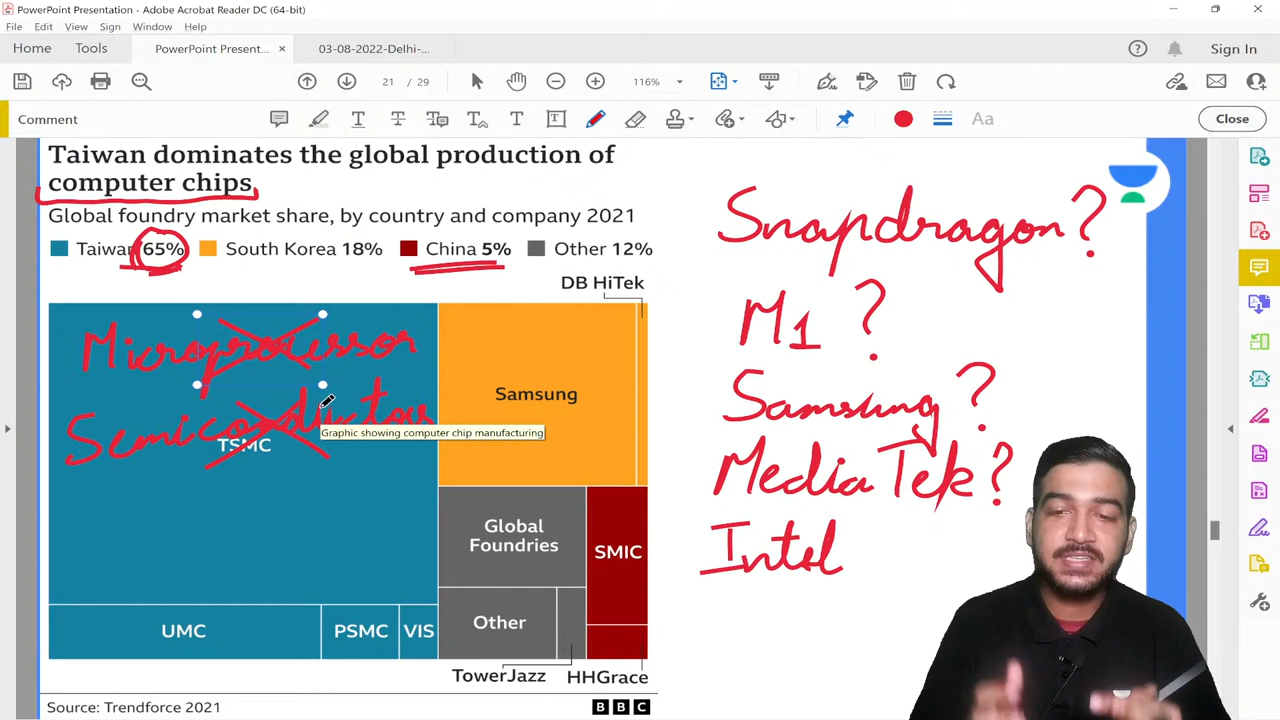 PowerPoint Presentation - Adobe Acrobat Reader DC (64-bit)
File Edit View Sign Window Help
Home Tools PowerPoint Present... × 03-08-2022-Delhi-... Sign In
21 / 29 116%
Comment Aa Close
Taiwan dominates the global production of
computer chips
Global foundry market share, by country and company 2021
Taiwan 65% South Korea 18% China 5% Other 12%
DB HiTek
Microprocessor
Semiconductor
TSMC
Graphic showing computer chip manufacturing
Samsung
Global
Foundries
SMIC
Other
UMC PSMC VIS
TowerJazz HHGrace
Source: Trendforce 2021 BBC
Snapdragon?
M1 ?
Samsung?
MediaTek?
Intel